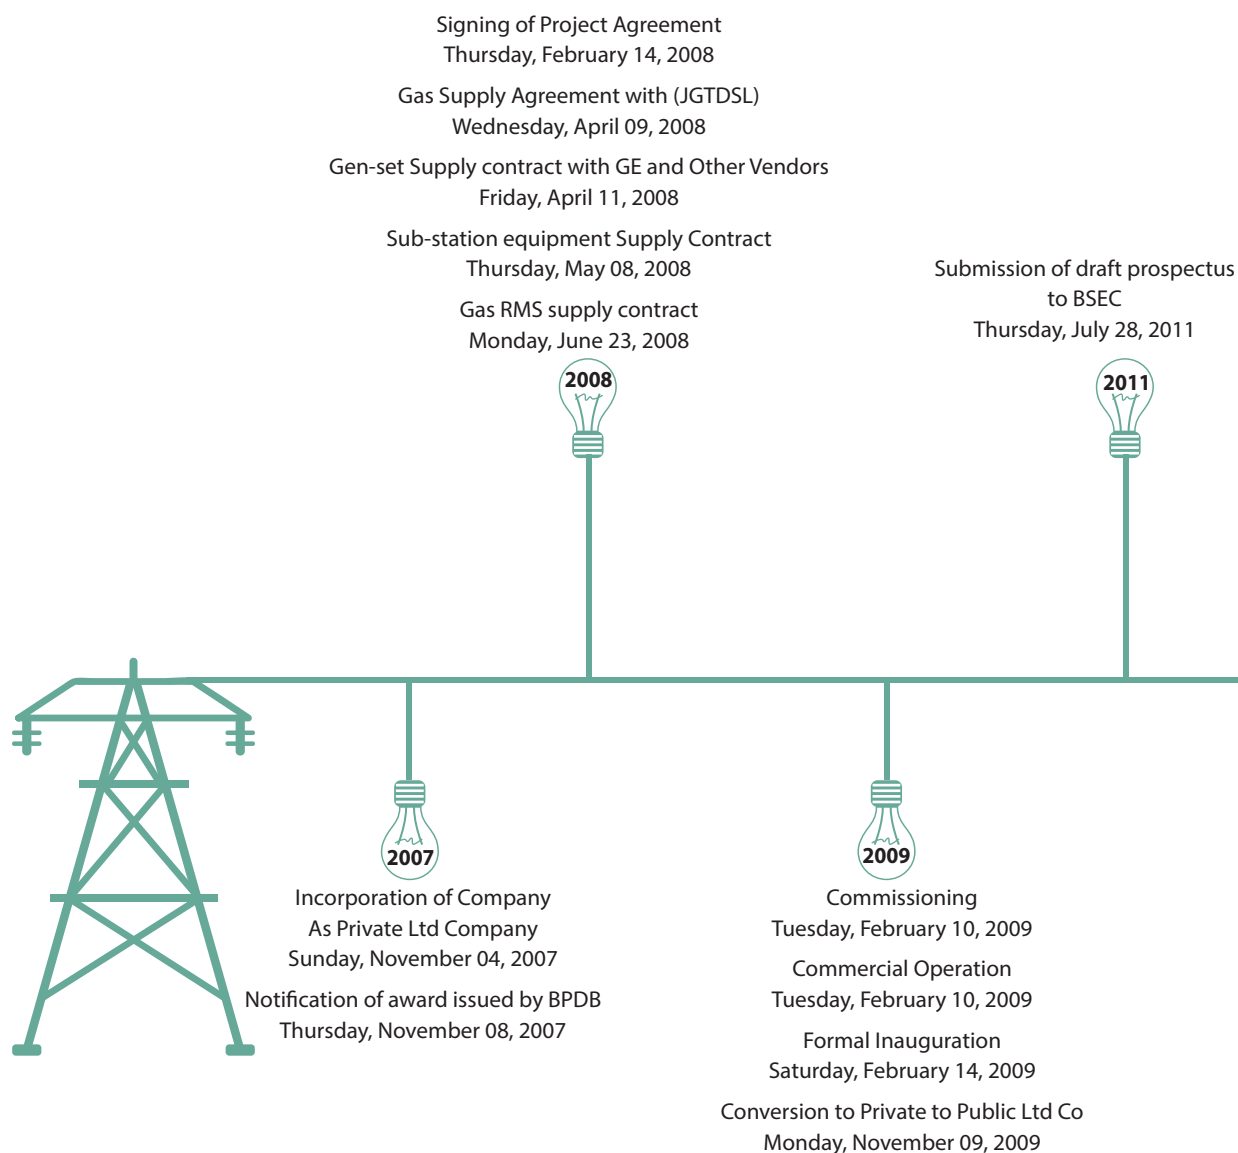 Signing of Project Agreement
Thursday, February 14, 2008
Gas Supply Agreement with (JGTDSL)
Wednesday, April 09, 2008
Gen-set Supply contract with GE and Other Vendors
Friday, April 11, 2008
Sub-station equipment Supply Contract
Thursday, May 08, 2008
Gas RMS supply contract
Monday, June 23, 2008
2008
Submission of draft prospectus
to BSEC
Thursday, July 28, 2011
2011
2007
Incorporation of Company
As Private Ltd Company
Sunday, November 04, 2007
Notification of award issued by BPDB
Thursday, November 08, 2007
2009
Commissioning
Tuesday, February 10, 2009
Commercial Operation
Tuesday, February 10, 2009
Formal Inauguration
Saturday, February 14, 2009
Conversion to Private to Public Ltd Co
Monday, November 09, 2009